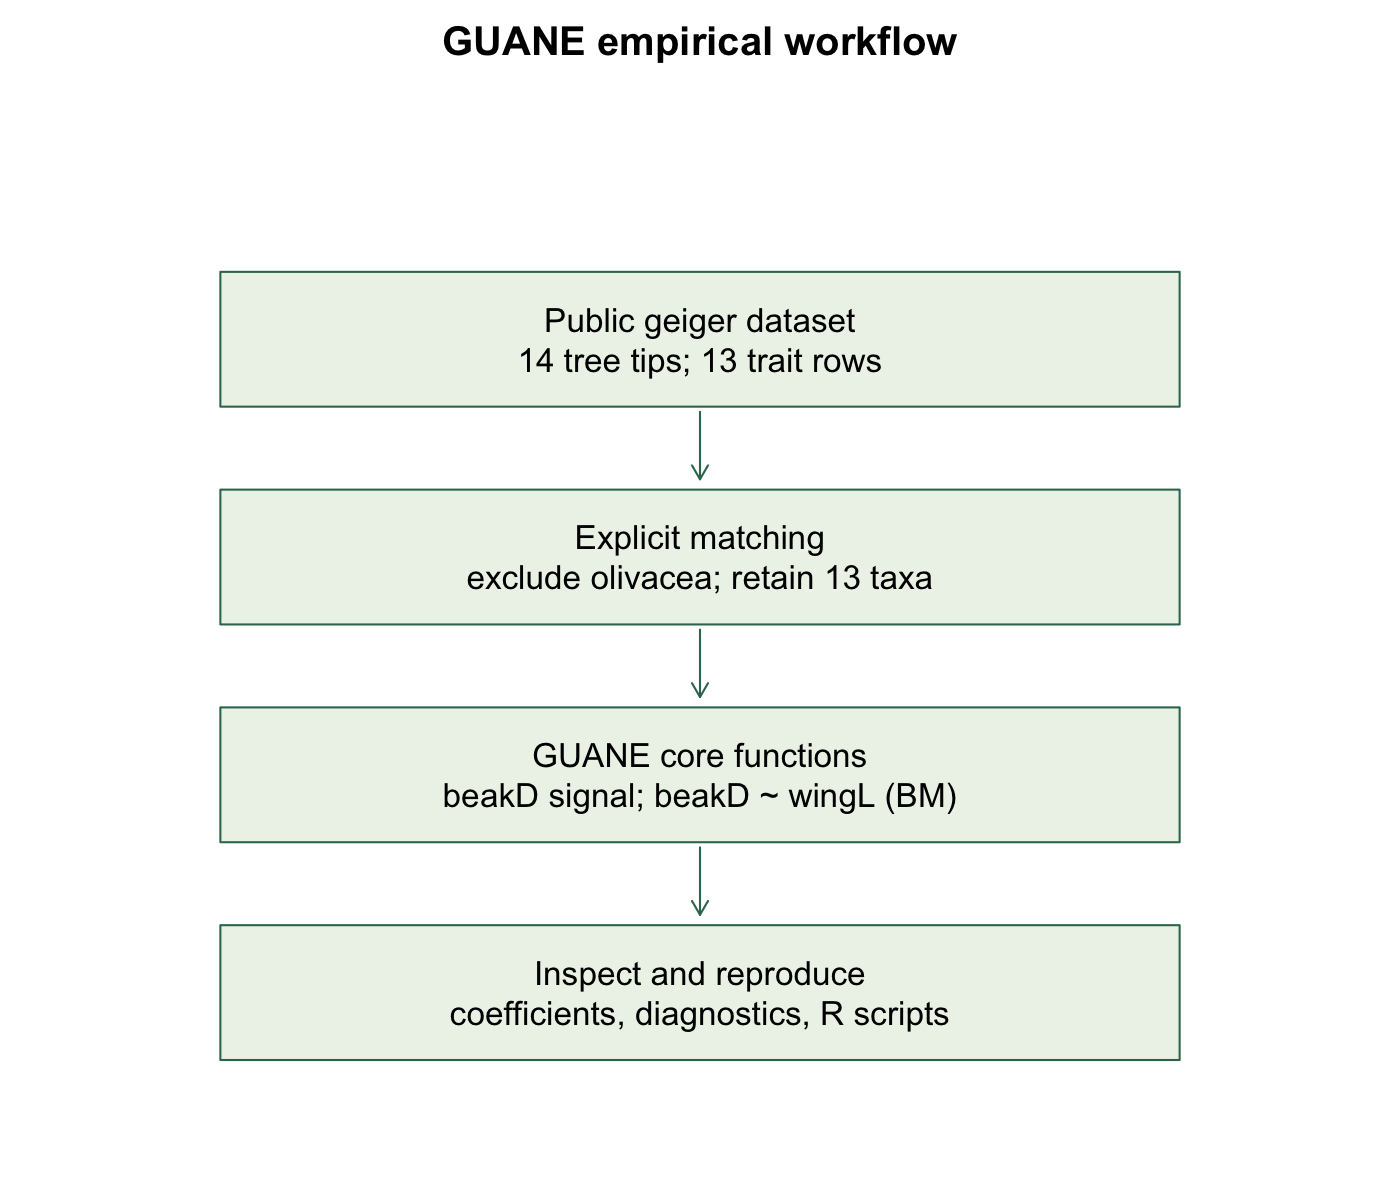 GUANE empirical workflow
Public geiger dataset
14 tree tips; 13 trait rows
Explicit matching
exclude olivacea; retain 13 taxa
GUANE core functions
beakD signal; beakD ~ wingL (BM)
Inspect and reproduce
coefficients, diagnostics, R scripts